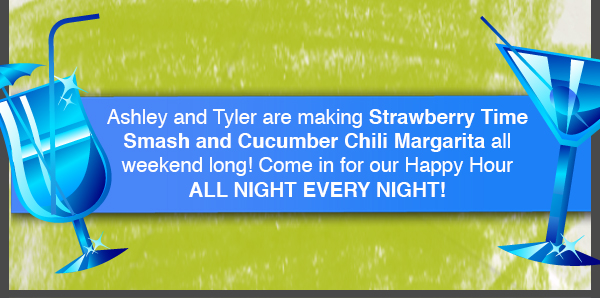 Ashley and Tyler are making Strawberry Time
Smash and Cucumber Chili Margarita all
weekend long! Come in for our Happy Hour
ALL NIGHT EVERY NIGHT!